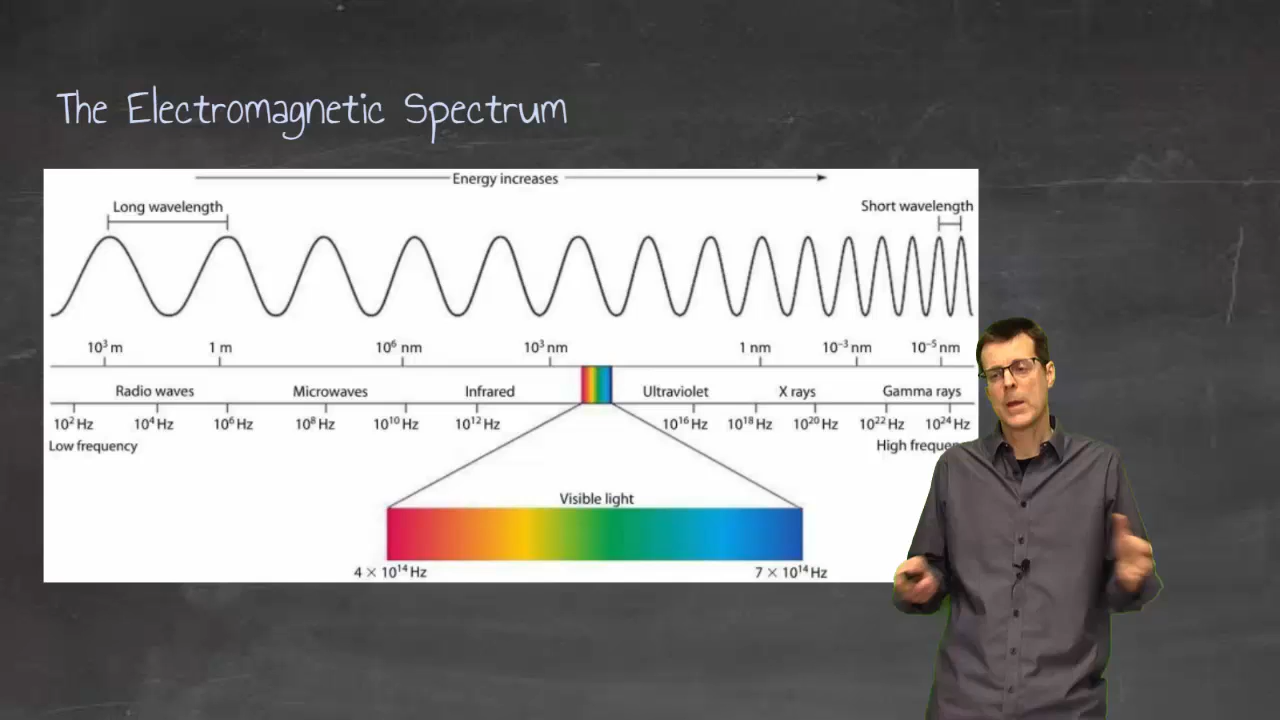 The Electromagnetic Spectrum
Energy increases
Long wavelength Short wavelength
10³ m 1 m 10⁶ nm 10³ nm 1 nm 10⁻³ nm 10⁻⁵ nm
Radio waves Microwaves Infrared Ultraviolet X rays Gamma rays
10² Hz 10⁴ Hz 10⁶ Hz 10⁸ Hz 10¹⁰ Hz 10¹² Hz 10¹⁶ Hz 10¹⁸ Hz 10²⁰ Hz 10²² Hz 10²⁴ Hz
Low frequency High
Visible light
4 × 10¹⁴ Hz 7 × 10¹⁴ Hz